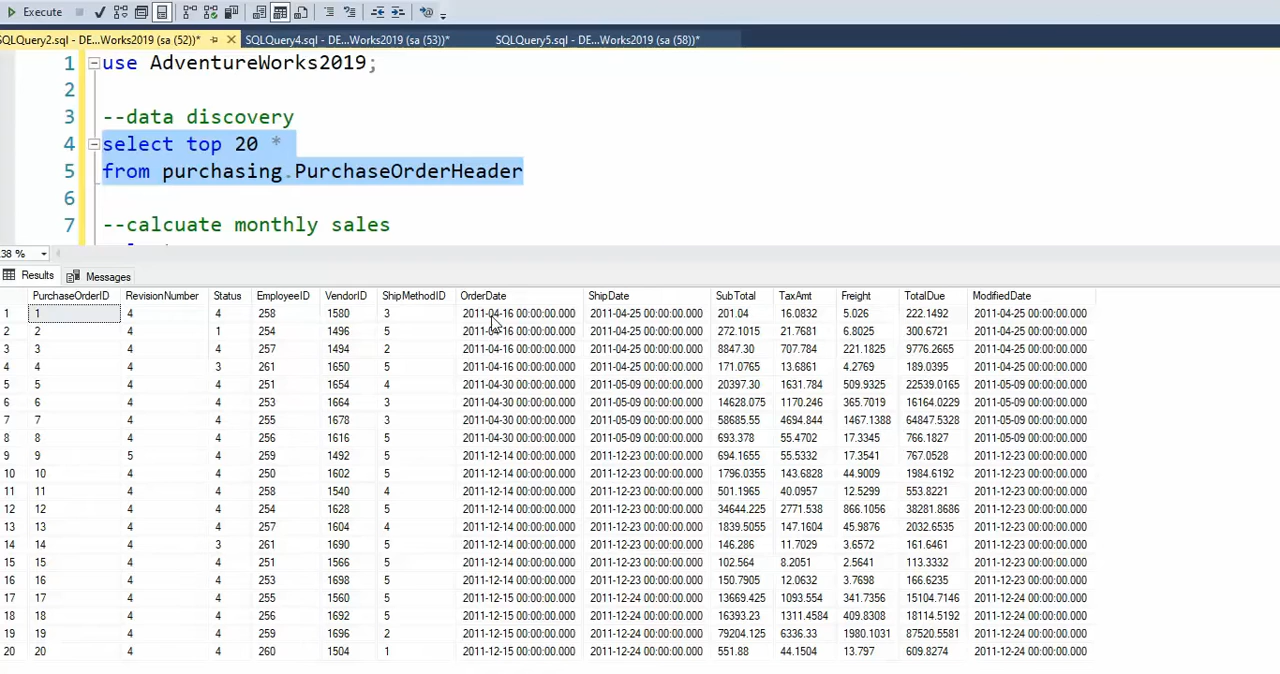 Execute
SQLQuery2.sql - DE...Works2019 (sa (52))* SQLQuery4.sql - DE...Works2019 (sa (53))* SQLQuery5.sql - DE...Works2019 (sa (58))*
1 use AdventureWorks2019;
2
3 --data discovery
4 select top 20 *
5 from purchasing.PurchaseOrderHeader
6
7 --calcuate monthly sales
38 %
Results Messages
PurchaseOrderID RevisionNumber Status EmployeeID VendorID ShipMethodID OrderDate ShipDate SubTotal TaxAmt Freight TotalDue ModifiedDate
1 1 4 4 258 1580 3 2011-04-16 00:00:00.000 2011-04-25 00:00:00.000 201.04 16.0832 5.026 222.1492 2011-04-25 00:00:00.000
2 2 4 1 254 1496 5 2011-04-16 00:00:00.000 2011-04-25 00:00:00.000 272.1015 21.7681 6.8025 300.6721 2011-04-25 00:00:00.000
3 3 4 4 257 1494 2 2011-04-16 00:00:00.000 2011-04-25 00:00:00.000 8847.30 707.784 221.1825 9776.2665 2011-04-25 00:00:00.000
4 4 4 3 261 1650 5 2011-04-16 00:00:00.000 2011-04-25 00:00:00.000 171.0765 13.6861 4.2769 189.0395 2011-04-25 00:00:00.000
5 5 4 4 251 1654 4 2011-04-30 00:00:00.000 2011-05-09 00:00:00.000 20397.30 1631.784 509.9325 22539.0165 2011-05-09 00:00:00.000
6 6 4 4 253 1664 3 2011-04-30 00:00:00.000 2011-05-09 00:00:00.000 14628.075 1170.246 365.7019 16164.0229 2011-05-09 00:00:00.000
7 7 4 4 255 1678 3 2011-04-30 00:00:00.000 2011-05-09 00:00:00.000 58685.55 4694.844 1467.1388 64847.5328 2011-05-09 00:00:00.000
8 8 4 4 256 1616 5 2011-04-30 00:00:00.000 2011-05-09 00:00:00.000 693.378 55.4702 17.3345 766.1827 2011-05-09 00:00:00.000
9 9 5 4 259 1492 5 2011-12-14 00:00:00.000 2011-12-23 00:00:00.000 694.1655 55.5332 17.3541 767.0528 2011-12-23 00:00:00.000
10 10 4 4 250 1602 5 2011-12-14 00:00:00.000 2011-12-23 00:00:00.000 1796.0355 143.6828 44.9009 1984.6192 2011-12-23 00:00:00.000
11 11 4 4 258 1540 4 2011-12-14 00:00:00.000 2011-12-23 00:00:00.000 501.1965 40.0957 12.5299 553.8221 2011-12-23 00:00:00.000
12 12 4 4 254 1628 5 2011-12-14 00:00:00.000 2011-12-23 00:00:00.000 34644.225 2771.538 866.1056 38281.8686 2011-12-23 00:00:00.000
13 13 4 4 257 1604 4 2011-12-14 00:00:00.000 2011-12-23 00:00:00.000 1839.5055 147.1604 45.9876 2032.6535 2011-12-23 00:00:00.000
14 14 4 3 261 1690 5 2011-12-14 00:00:00.000 2011-12-23 00:00:00.000 146.286 11.7029 3.6572 161.6461 2011-12-23 00:00:00.000
15 15 4 4 251 1566 5 2011-12-14 00:00:00.000 2011-12-23 00:00:00.000 102.564 8.2051 2.5641 113.3332 2011-12-23 00:00:00.000
16 16 4 4 253 1698 5 2011-12-14 00:00:00.000 2011-12-23 00:00:00.000 150.7905 12.0632 3.7698 166.6235 2011-12-23 00:00:00.000
17 17 4 4 255 1560 5 2011-12-15 00:00:00.000 2011-12-24 00:00:00.000 13669.425 1093.554 341.7356 15104.7146 2011-12-24 00:00:00.000
18 18 4 4 256 1692 5 2011-12-15 00:00:00.000 2011-12-24 00:00:00.000 16393.23 1311.4584 409.8308 18114.5192 2011-12-24 00:00:00.000
19 19 4 4 259 1696 2 2011-12-15 00:00:00.000 2011-12-24 00:00:00.000 79204.125 6336.33 1980.1031 87520.5581 2011-12-24 00:00:00.000
20 20 4 4 260 1504 1 2011-12-15 00:00:00.000 2011-12-24 00:00:00.000 551.88 44.1504 13.797 609.8274 2011-12-24 00:00:00.000